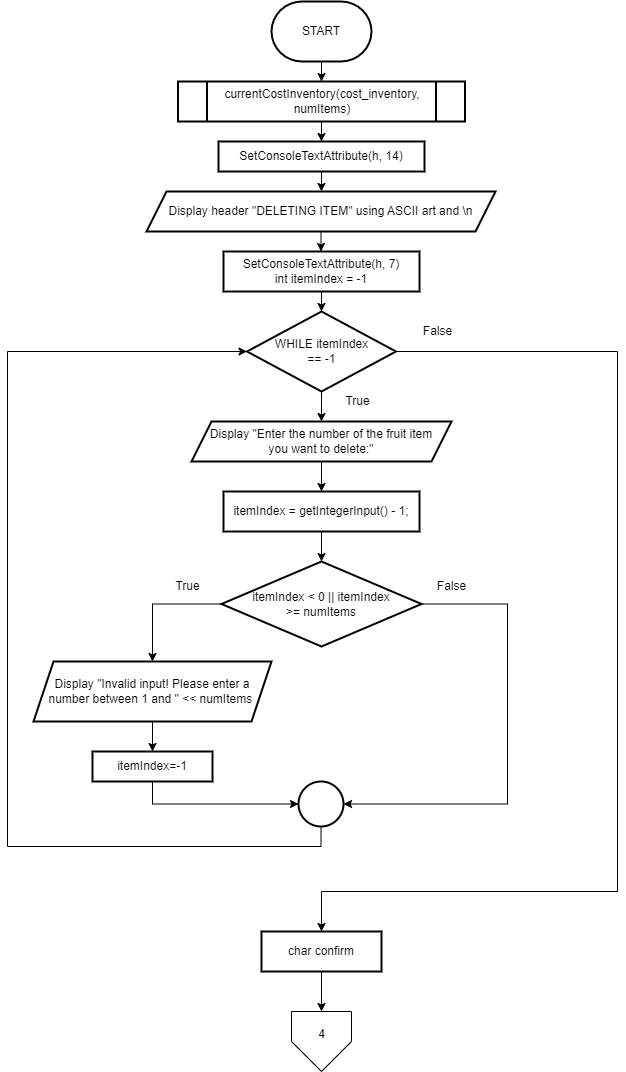 START
currentCostInventory(cost_inventory,
numItems)
SetConsoleTextAttribute(h, 14)
Display header "DELETING ITEM" using ASCII art and \n
SetConsoleTextAttribute(h, 7)
int itemIndex = -1
WHILE itemIndex
== -1
False
True
Display "Enter the number of the fruit item
you want to delete:"
itemIndex = getIntegerInput() - 1;
itemIndex < 0 || itemIndex
>= numItems
True
False
Display "Invalid input! Please enter a
number between 1 and " << numItems
itemIndex=-1
char confirm
4